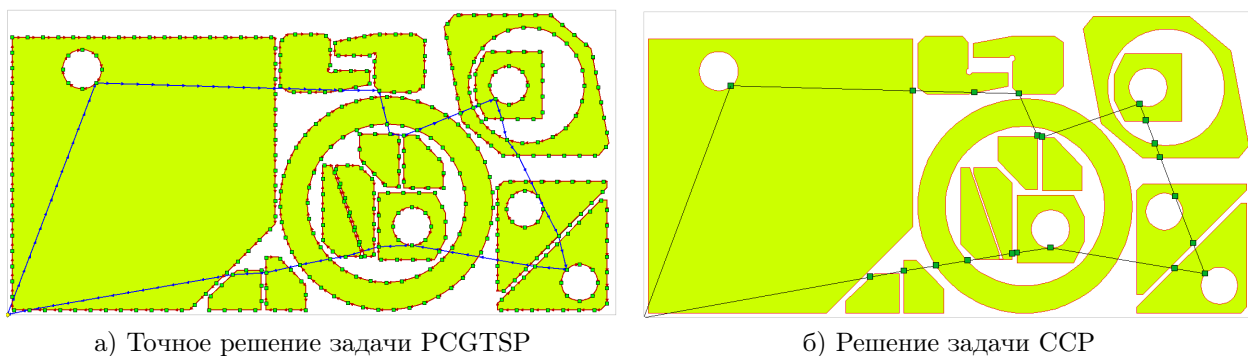 а) Точное решение задачи PCGTSP
б) Решение задачи CCP